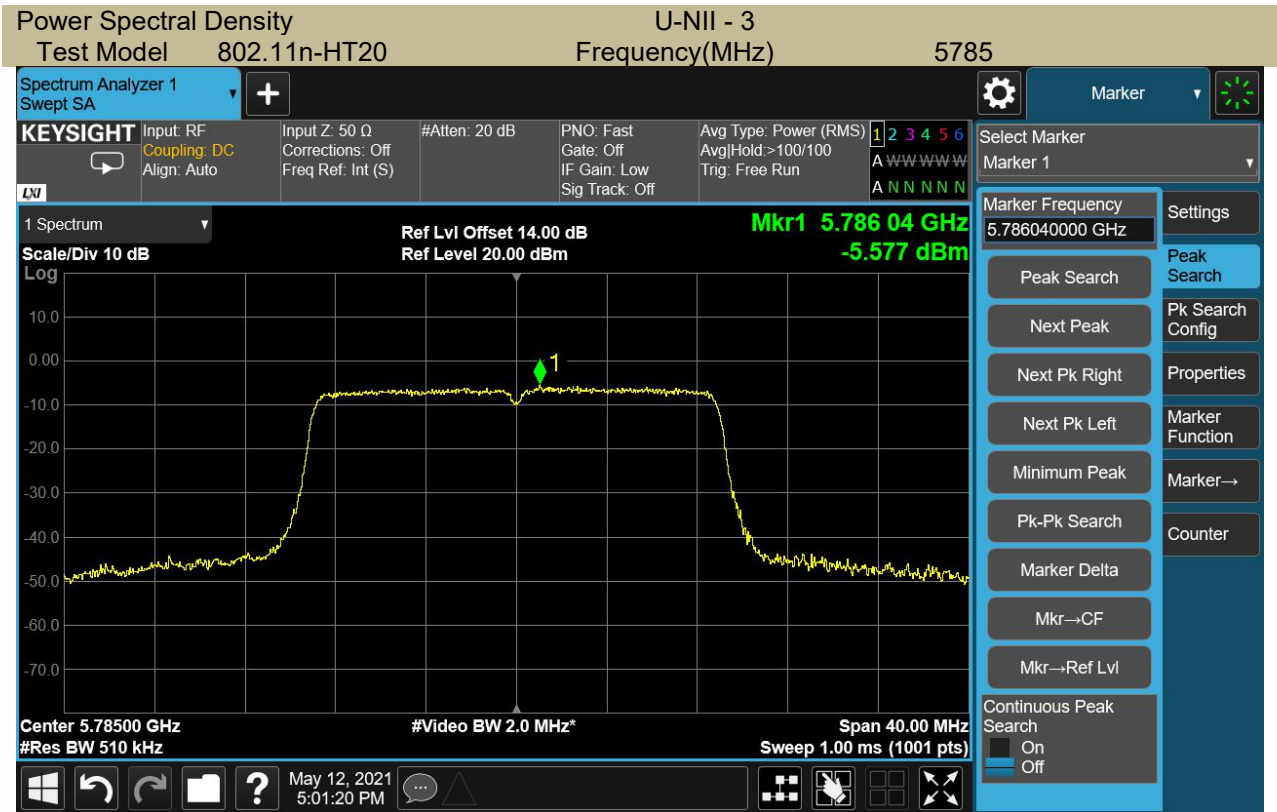 Power Spectral Density U-NII - 3
Test Model 802.11n-HT20 Frequency(MHz) 5785
Spectrum Analyzer 1
Swept SA
+
Marker
KEYSIGHT
LXI
Input: RF
Coupling: DC
Align: Auto
Input Z: 50 Ω
Corrections: Off
Freq Ref: Int (S)
#Atten: 20 dB
PNO: Fast
Gate: Off
IF Gain: Low
Sig Track: Off
Avg Type: Power (RMS)
Avg|Hold:>100/100
Trig: Free Run
1 2 3 4 5 6
A W W W W W
A N N N N N
Select Marker
Marker 1
1 Spectrum
Scale/Div 10 dB
Ref Lvl Offset 14.00 dB
Ref Level 20.00 dBm
Mkr1 5.786 04 GHz
-5.577 dBm
Log
10.0
0.00
-10.0
-20.0
-30.0
-40.0
-50.0
-60.0
-70.0
1
Center 5.78500 GHz
#Res BW 510 kHz
#Video BW 2.0 MHz*
Span 40.00 MHz
Sweep 1.00 ms (1001 pts)
Marker Frequency
5.786040000 GHz
Peak Search
Next Peak
Next Pk Right
Next Pk Left
Minimum Peak
Pk-Pk Search
Marker Delta
Mkr→CF
Mkr→Ref Lvl
Continuous Peak
Search
On
Off
Settings
Peak
Search
Pk Search
Config
Properties
Marker
Function
Marker→
Counter
?
May 12, 2021
5:01:20 PM